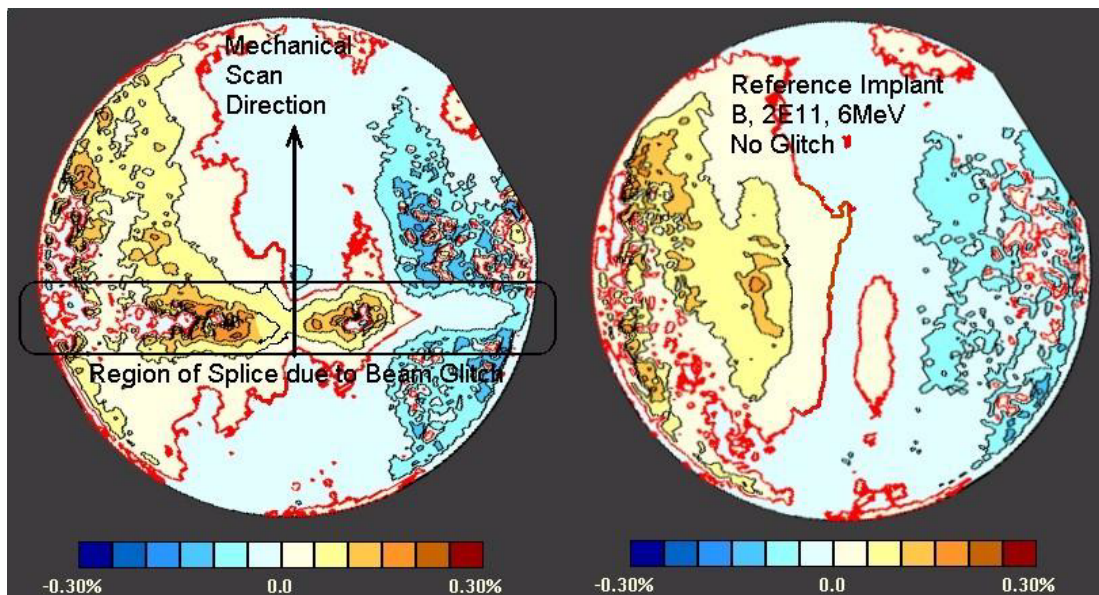 Mechanical
Scan
Direction
Region of Splice due to Beam Glitch
-0.30%
0.0
0.30%
Reference Implant
B, 2E11, 6MeV
No Glitch
-0.30%
0.0
0.30%